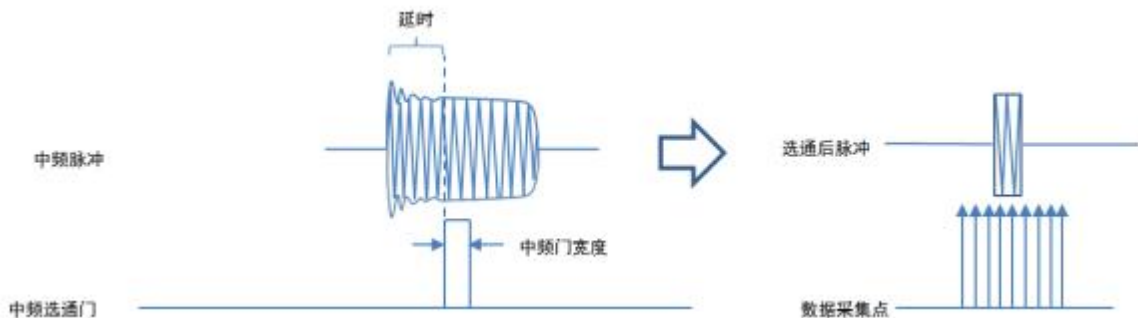 延时
中频脉冲
选通后脉冲
中频门宽度
中频选通门
数据采集点